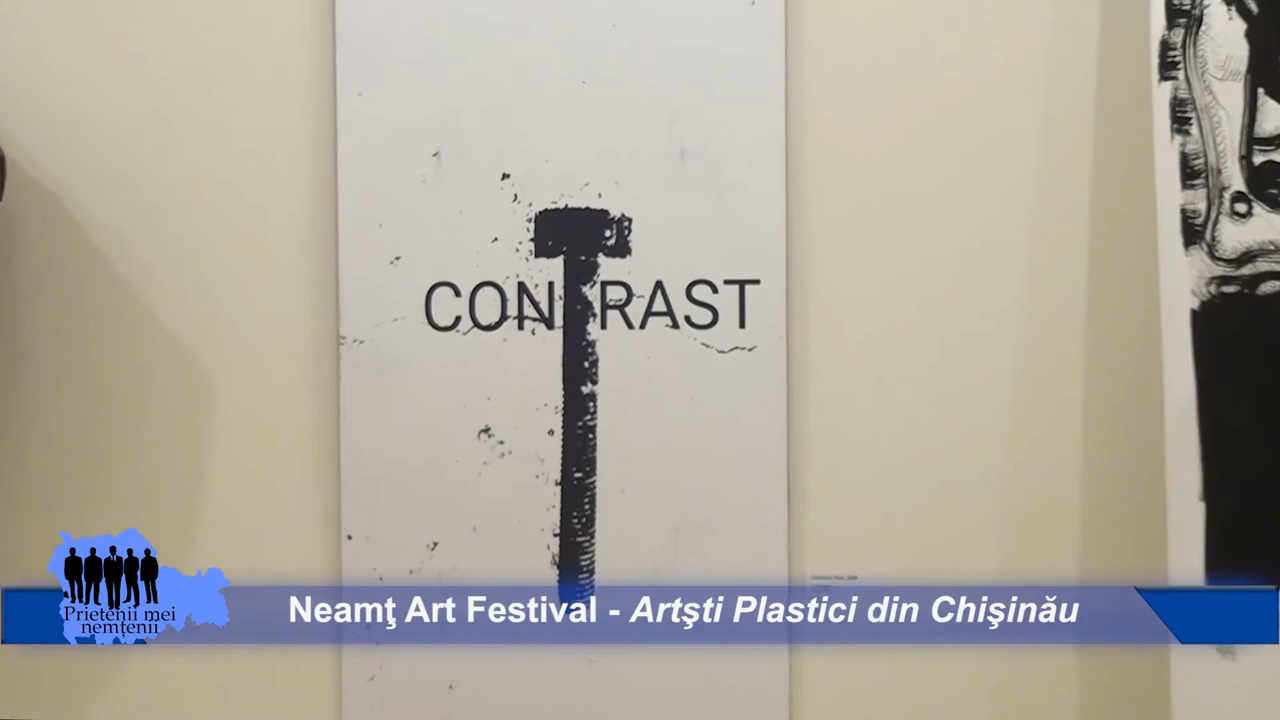 CONTRAST
Prietenii mei
nemțenii
Neamţ Art Festival - Artşti Plastici din Chişinău